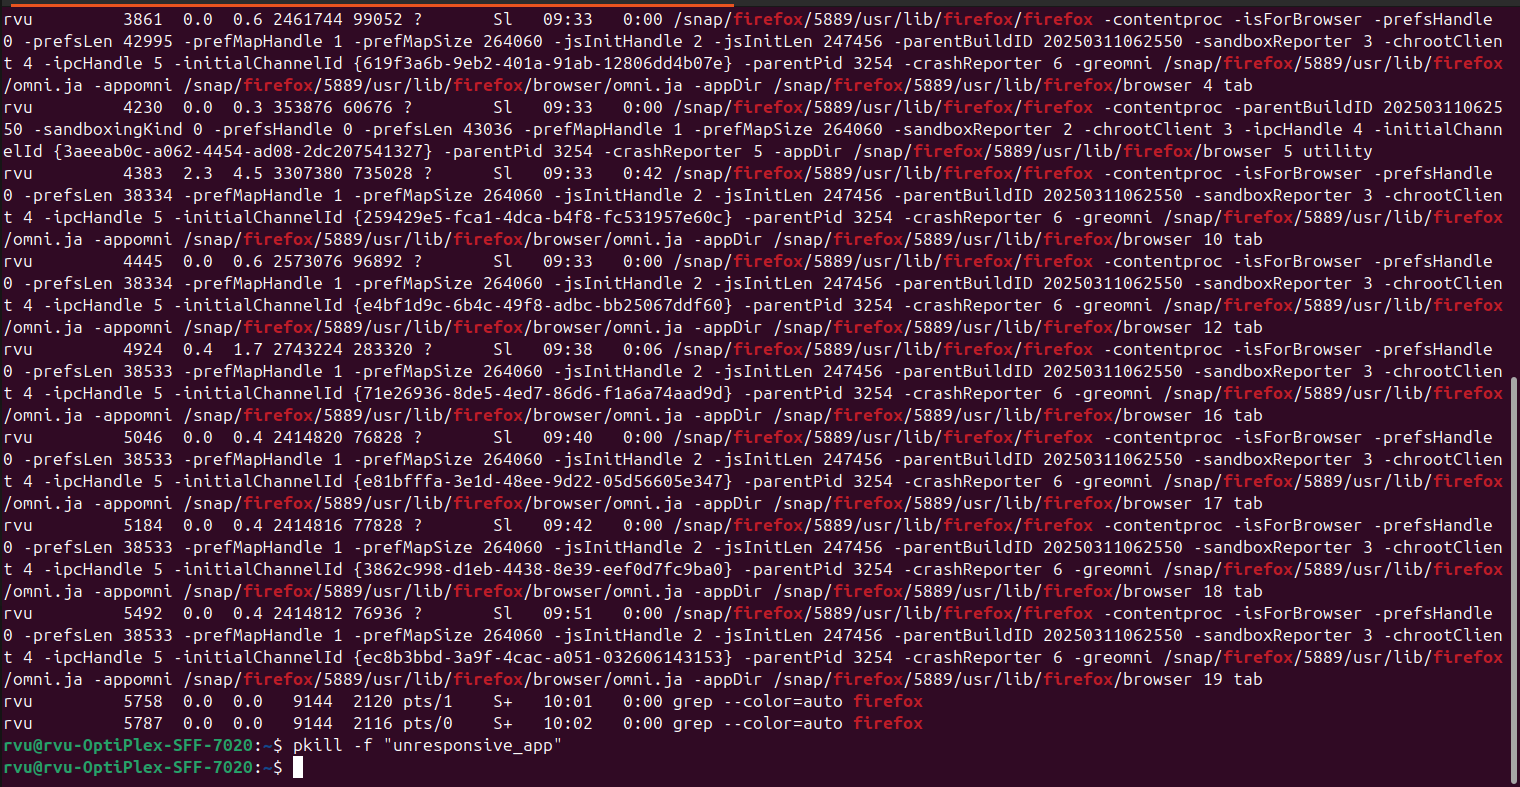 rvu         3861  0.0  0.6 2461744 99052 ?       Sl   09:33   0:00 /snap/firefox/5889/usr/lib/firefox/firefox -contentproc -isForBrowser -prefsHandle
0 -prefsLen 42995 -prefMapHandle 1 -prefMapSize 264060 -jsInitHandle 2 -jsInitLen 247456 -parentBuildID 20250311062550 -sandboxReporter 3 -chrootClien
t 4 -ipcHandle 5 -initialChannelId {619f3a6b-9eb2-401a-91ab-12806dd4b07e} -parentPid 3254 -crashReporter 6 -greomni /snap/firefox/5889/usr/lib/firefox
/omni.ja -appomni /snap/firefox/5889/usr/lib/firefox/browser/omni.ja -appDir /snap/firefox/5889/usr/lib/firefox/browser 4 tab
rvu         4230  0.0  0.3 353876 60676 ?        Sl   09:33   0:00 /snap/firefox/5889/usr/lib/firefox/firefox -contentproc -parentBuildID 202503110625
50 -sandboxingKind 0 -prefsHandle 0 -prefsLen 43036 -prefMapHandle 1 -prefMapSize 264060 -sandboxReporter 2 -chrootClient 3 -ipcHandle 4 -initialChann
elId {3aeeab0c-a062-4454-ad08-2dc207541327} -parentPid 3254 -crashReporter 5 -appDir /snap/firefox/5889/usr/lib/firefox/browser 5 utility
rvu         4383  2.3  4.5 3307380 735028 ?      Sl   09:33   0:42 /snap/firefox/5889/usr/lib/firefox/firefox -contentproc -isForBrowser -prefsHandle
0 -prefsLen 38334 -prefMapHandle 1 -prefMapSize 264060 -jsInitHandle 2 -jsInitLen 247456 -parentBuildID 20250311062550 -sandboxReporter 3 -chrootClien
t 4 -ipcHandle 5 -initialChannelId {259429e5-fca1-4dca-b4f8-fc531957e60c} -parentPid 3254 -crashReporter 6 -greomni /snap/firefox/5889/usr/lib/firefox
/omni.ja -appomni /snap/firefox/5889/usr/lib/firefox/browser/omni.ja -appDir /snap/firefox/5889/usr/lib/firefox/browser 10 tab
rvu         4445  0.0  0.6 2573076 96892 ?       Sl   09:33   0:00 /snap/firefox/5889/usr/lib/firefox/firefox -contentproc -isForBrowser -prefsHandle
0 -prefsLen 38334 -prefMapHandle 1 -prefMapSize 264060 -jsInitHandle 2 -jsInitLen 247456 -parentBuildID 20250311062550 -sandboxReporter 3 -chrootClien
t 4 -ipcHandle 5 -initialChannelId {e4bf1d9c-6b4c-49f8-adbc-bb25067ddf60} -parentPid 3254 -crashReporter 6 -greomni /snap/firefox/5889/usr/lib/firefox
/omni.ja -appomni /snap/firefox/5889/usr/lib/firefox/browser/omni.ja -appDir /snap/firefox/5889/usr/lib/firefox/browser 12 tab
rvu         4924  0.4  1.7 2743224 283320 ?      Sl   09:38   0:06 /snap/firefox/5889/usr/lib/firefox/firefox -contentproc -isForBrowser -prefsHandle
0 -prefsLen 38533 -prefMapHandle 1 -prefMapSize 264060 -jsInitHandle 2 -jsInitLen 247456 -parentBuildID 20250311062550 -sandboxReporter 3 -chrootClien
t 4 -ipcHandle 5 -initialChannelId {71e26936-8de5-4ed7-86d6-f1a6a74aad9d} -parentPid 3254 -crashReporter 6 -greomni /snap/firefox/5889/usr/lib/firefox
/omni.ja -appomni /snap/firefox/5889/usr/lib/firefox/browser/omni.ja -appDir /snap/firefox/5889/usr/lib/firefox/browser 16 tab
rvu         5046  0.0  0.4 2414820 76828 ?       Sl   09:40   0:00 /snap/firefox/5889/usr/lib/firefox/firefox -contentproc -isForBrowser -prefsHandle
0 -prefsLen 38533 -prefMapHandle 1 -prefMapSize 264060 -jsInitHandle 2 -jsInitLen 247456 -parentBuildID 20250311062550 -sandboxReporter 3 -chrootClien
t 4 -ipcHandle 5 -initialChannelId {e81bfffa-3e1d-48ee-9d22-05d56605e347} -parentPid 3254 -crashReporter 6 -greomni /snap/firefox/5889/usr/lib/firefox
/omni.ja -appomni /snap/firefox/5889/usr/lib/firefox/browser/omni.ja -appDir /snap/firefox/5889/usr/lib/firefox/browser 17 tab
rvu         5184  0.0  0.4 2414816 77828 ?       Sl   09:42   0:00 /snap/firefox/5889/usr/lib/firefox/firefox -contentproc -isForBrowser -prefsHandle
0 -prefsLen 38533 -prefMapHandle 1 -prefMapSize 264060 -jsInitHandle 2 -jsInitLen 247456 -parentBuildID 20250311062550 -sandboxReporter 3 -chrootClien
t 4 -ipcHandle 5 -initialChannelId {3862c998-d1eb-4438-8e39-eef0d7fc9ba0} -parentPid 3254 -crashReporter 6 -greomni /snap/firefox/5889/usr/lib/firefox
/omni.ja -appomni /snap/firefox/5889/usr/lib/firefox/browser/omni.ja -appDir /snap/firefox/5889/usr/lib/firefox/browser 18 tab
rvu         5492  0.0  0.4 2414812 76936 ?       Sl   09:51   0:00 /snap/firefox/5889/usr/lib/firefox/firefox -contentproc -isForBrowser -prefsHandle
0 -prefsLen 38533 -prefMapHandle 1 -prefMapSize 264060 -jsInitHandle 2 -jsInitLen 247456 -parentBuildID 20250311062550 -sandboxReporter 3 -chrootClien
t 4 -ipcHandle 5 -initialChannelId {ec8b3bbd-3a9f-4cac-a051-032606143153} -parentPid 3254 -crashReporter 6 -greomni /snap/firefox/5889/usr/lib/firefox
/omni.ja -appomni /snap/firefox/5889/usr/lib/firefox/browser/omni.ja -appDir /snap/firefox/5889/usr/lib/firefox/browser 19 tab
rvu         5758  0.0  0.0   9144  2120 pts/1    S+   10:01   0:00 grep --color=auto firefox
rvu         5787  0.0  0.0   9144  2116 pts/0    S+   10:02   0:00 grep --color=auto firefox
rvu@rvu-OptiPlex-SFF-7020:~$ pkill -f "unresponsive_app"
rvu@rvu-OptiPlex-SFF-7020:~$